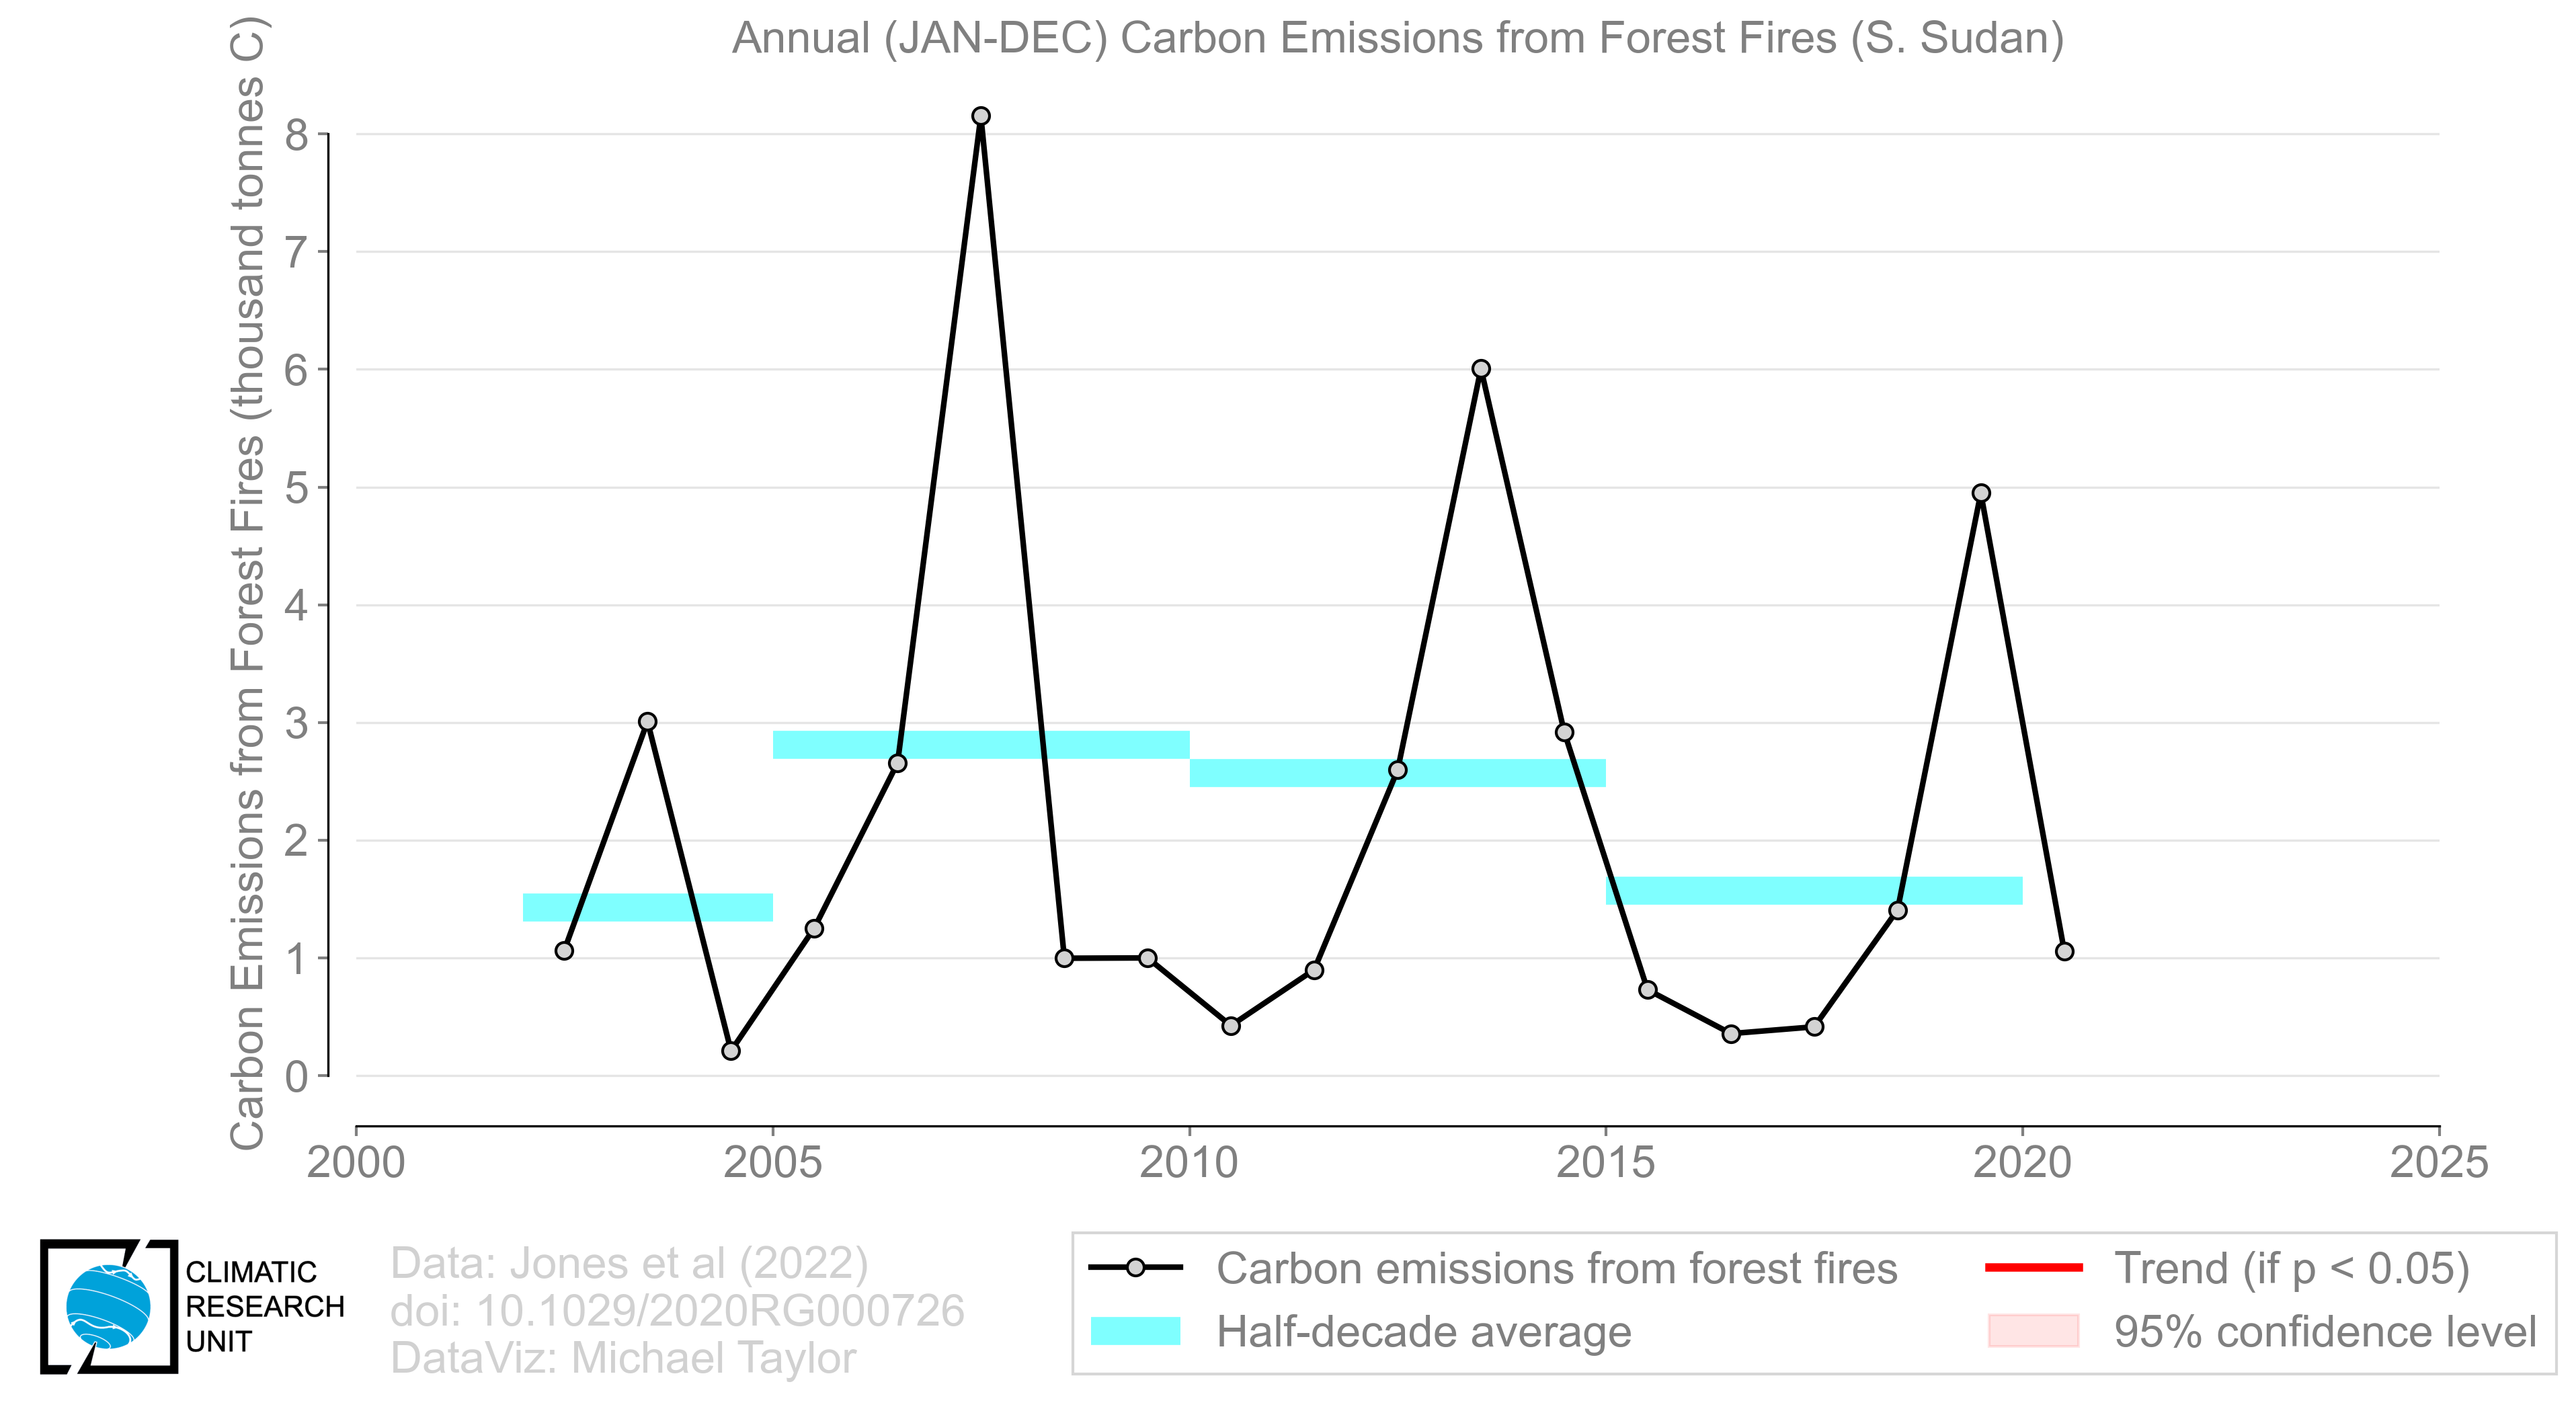 Annual (JAN-DEC) Carbon Emissions from Forest Fires (S. Sudan)
Carbon Emissions from Forest Fires (thousand tonnes C)
8
7
6
5
4
3
2
1
0
2000
2005
2010
2015
2020
2025
CLIMATIC
RESEARCH
UNIT
Data: Jones et al (2022)
doi: 10.1029/2020RG000726
DataViz: Michael Taylor
Carbon emissions from forest fires
Half-decade average
Trend (if p < 0.05)
95% confidence level